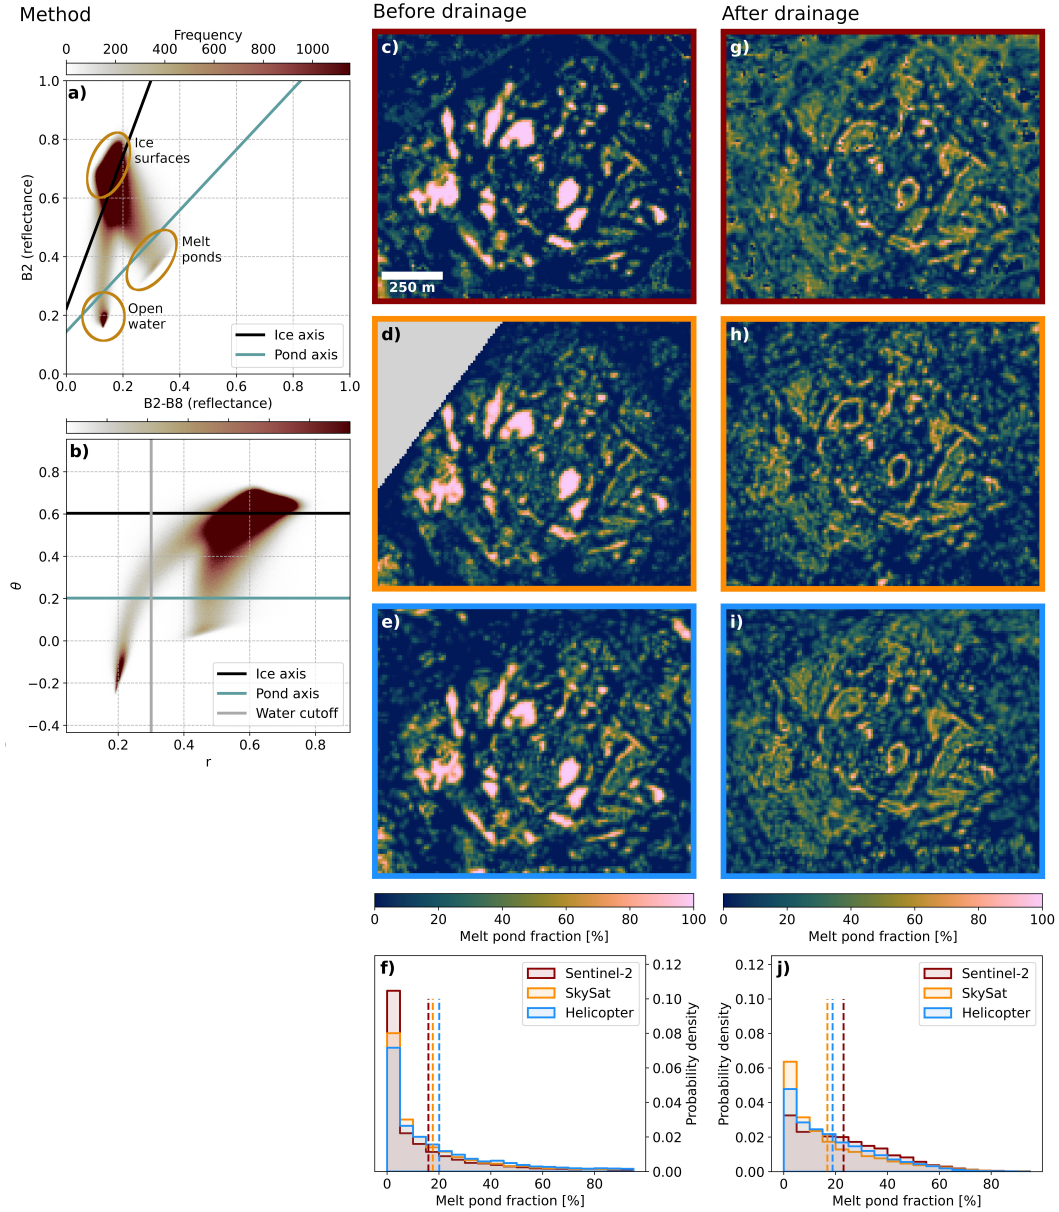 Method
Before drainage
After drainage
Frequency
0 200 400 600 800 1000
a)
1.0
0.8
0.6
0.4
0.2
0.0
B2 (reflectance)
Ice
surfaces
Melt
ponds
Open
water
Ice axis
Pond axis
0.0 0.2 0.4 0.6 0.8 1.0
B2-B8 (reflectance)
b)
0.8
0.6
0.4
0.2
0.0
−0.2
−0.4
θ
Ice axis
Pond axis
Water cutoff
0.2 0.4 0.6 0.8
r
c)
250 m
g)
d)
h)
e)
i)
0 20 40 60 80 100
Melt pond fraction [%]
0 20 40 60 80 100
Melt pond fraction [%]
f)
Sentinel-2
SkySat
Helicopter
0.12
0.10
0.08
0.06
0.04
0.02
0.00
Probability density
0 20 40 60 80
Melt pond fraction [%]
j)
Sentinel-2
SkySat
Helicopter
0.12
0.10
0.08
0.06
0.04
0.02
0.00
Probability density
0 20 40 60 80
Melt pond fraction [%]